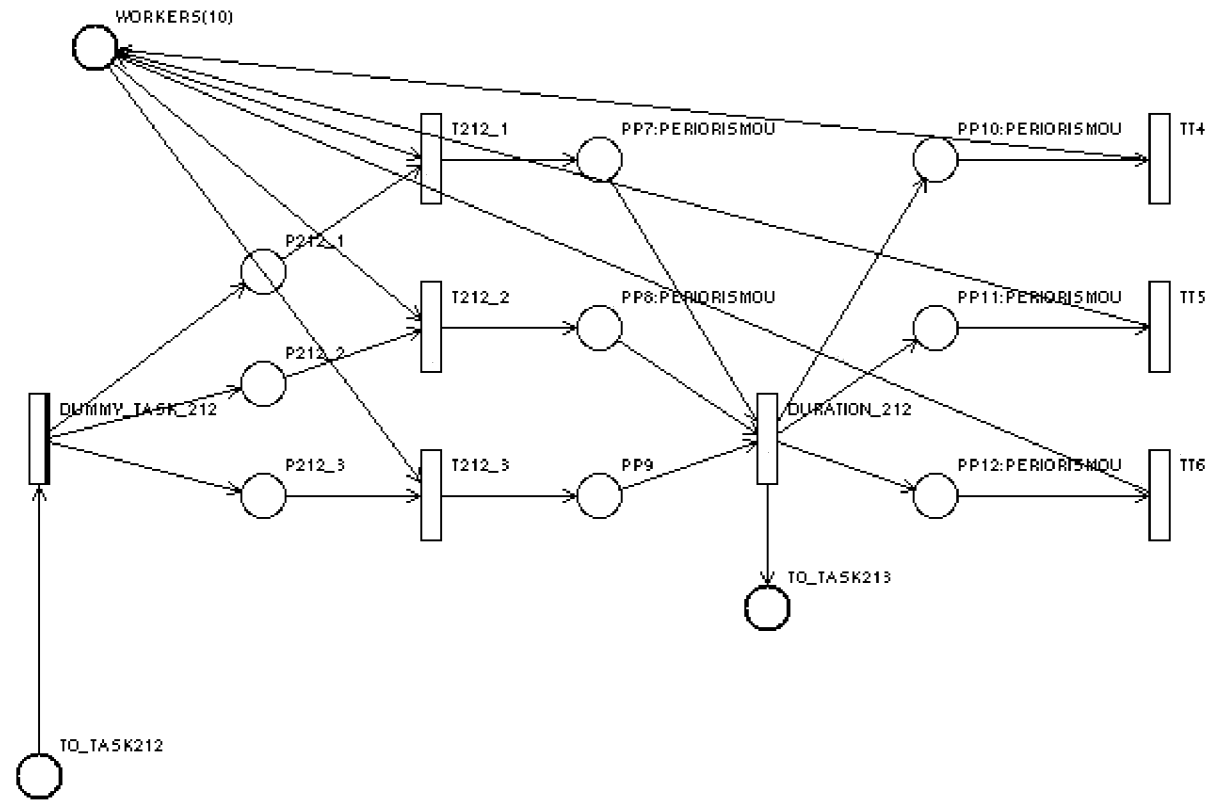 WORKERS(10)
T212_1
PP7:PERIORISMOU
PP10:PERIORISMOU
TT4
P212_1
T212_2
PP8:PERIORISMOU
PP11:PERIORISMOU
TT5
P212_2
DUMMY_TASK_212
DURATION_212
P212_3
T212_3
PP9
PP12:PERIORISMOU
TT6
TO_TASK213
TO_TASK212